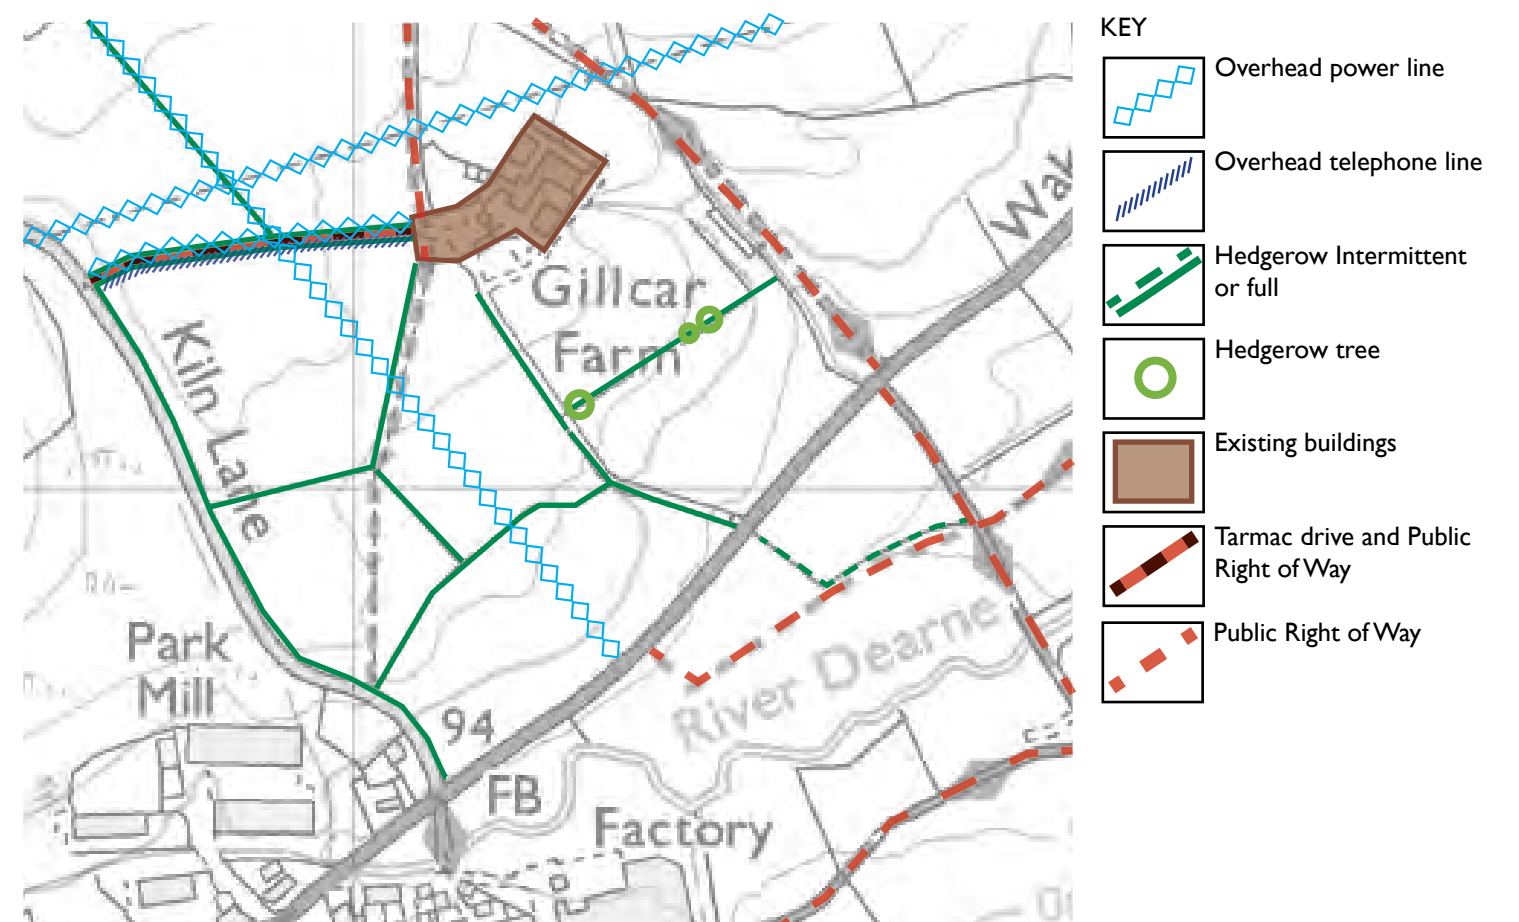 KEY
Overhead power line
Overhead telephone line
Hedgerow Intermittent
or full
Hedgerow tree
Existing buildings
Tarmac drive and Public
Right of Way
Public Right of Way
Gillcar
Farm
Kiln Lane
Park
Mill
94
FB
Factory
River Dearne